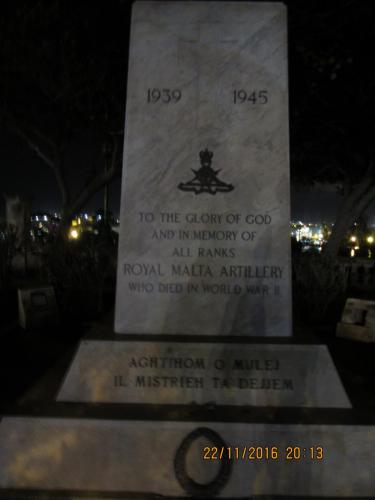 1939 1945
TO THE GLORY OF GOD
AND IN MEMORY OF
ALL RANKS
ROYAL MALTA ARTILLERY
WHO DIED IN WORLD WAR II
AGHTIHOM O MULEJ
IL MISTRIEH TA DEJJEM
22/11/2016 20:13